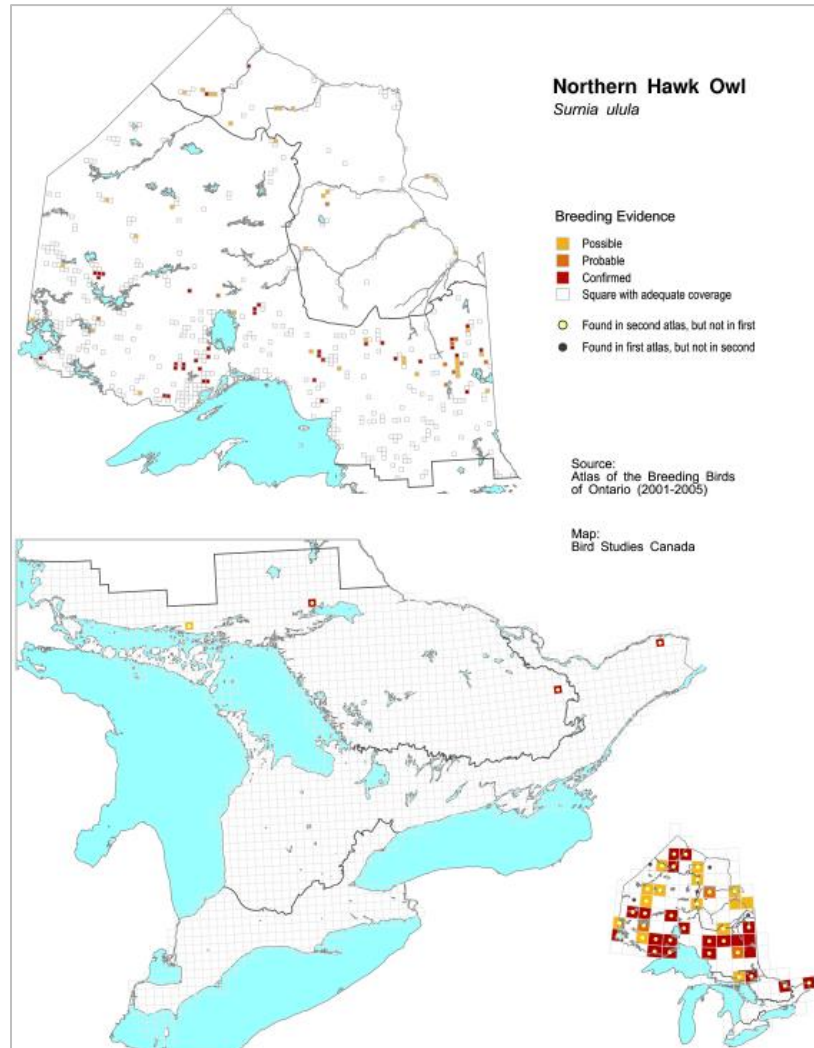 Northern Hawk Owl
Surnia ulula
Breeding Evidence
Possible
Probable
Confirmed
Square with adequate coverage
Found in second atlas, but not in first
Found in first atlas, but not in second
Source:
Atlas of the Breeding Birds
of Ontario (2001-2005)
Map:
Bird Studies Canada